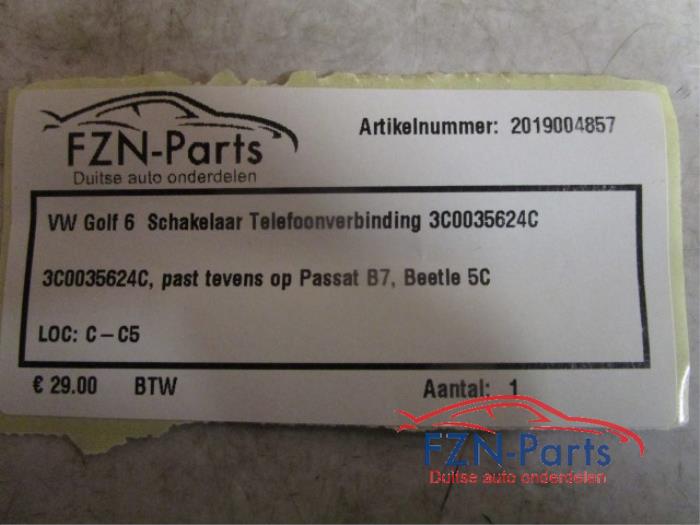 FZN-Parts
Duitse auto onderdelen
Artikelnummer: 2019004857
VW Golf 6 Schakelaar Telefoonverbinding 3C0035624C
3C0035624C, past tevens op Passat B7, Beetle 5C
LOC: C-C5
€ 29.00 BTW Aantal: 1
FZN-Parts
Duitse auto onderdelen